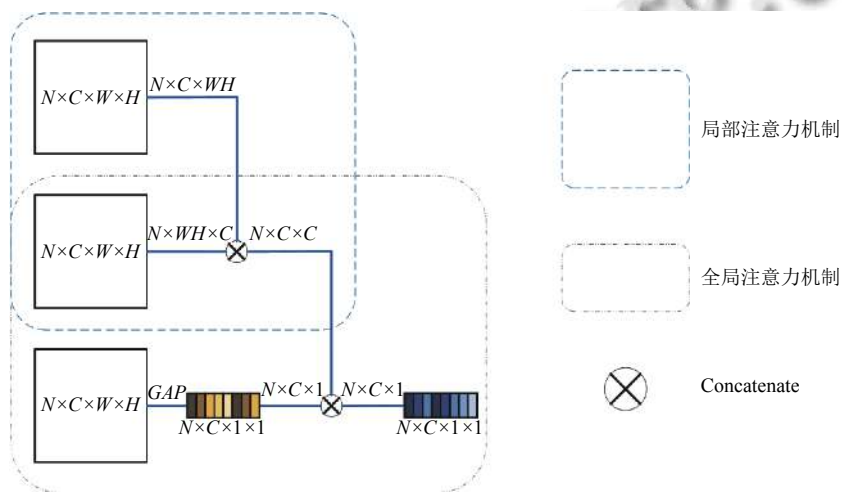 N×C×W×H
N×C×WH
N×C×W×H
N×WH×C
N×C×C
N×C×W×H
GAP
N×C×1
N×C×1
N×C×1×1
N×C×1×1
局部注意力机制
全局注意力机制
Concatenate